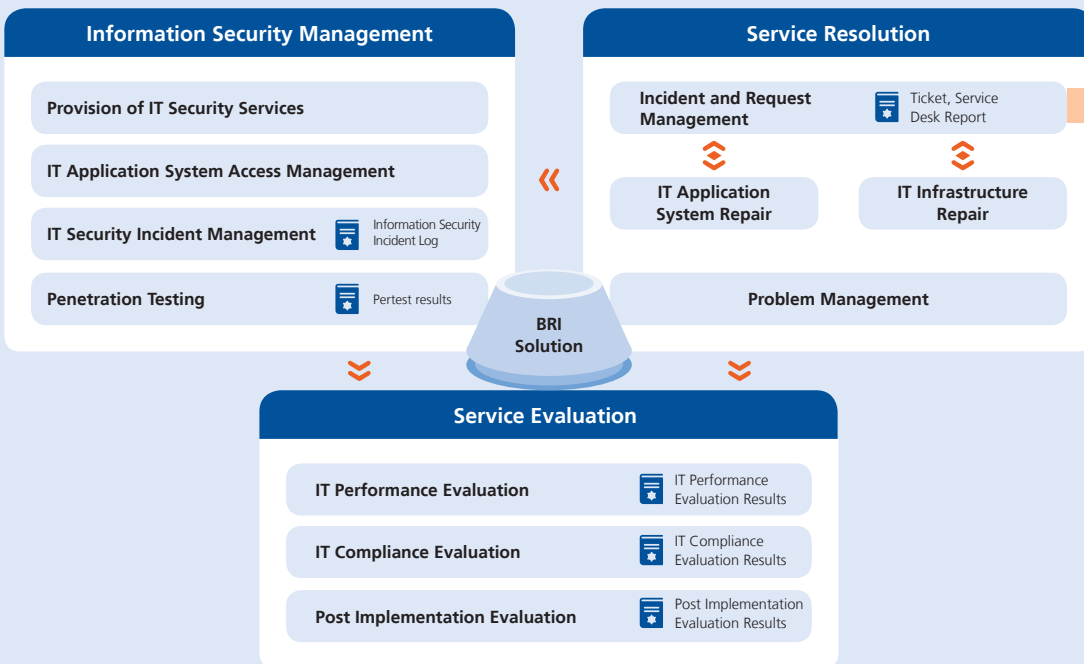 Information Security Management
Provision of IT Security Services
IT Application System Access Management
IT Security Incident Management
Information Security
Incident Log
Penetration Testing
Pertest results
Service Resolution
Incident and Request
Management
Ticket, Service
Desk Report
IT Application
System Repair
IT Infrastructure
Repair
Problem Management
BRI
Solution
Service Evaluation
IT Performance Evaluation
IT Performance
Evaluation Results
IT Compliance Evaluation
IT Compliance
Evaluation Results
Post Implementation Evaluation
Post Implementation
Evaluation Results